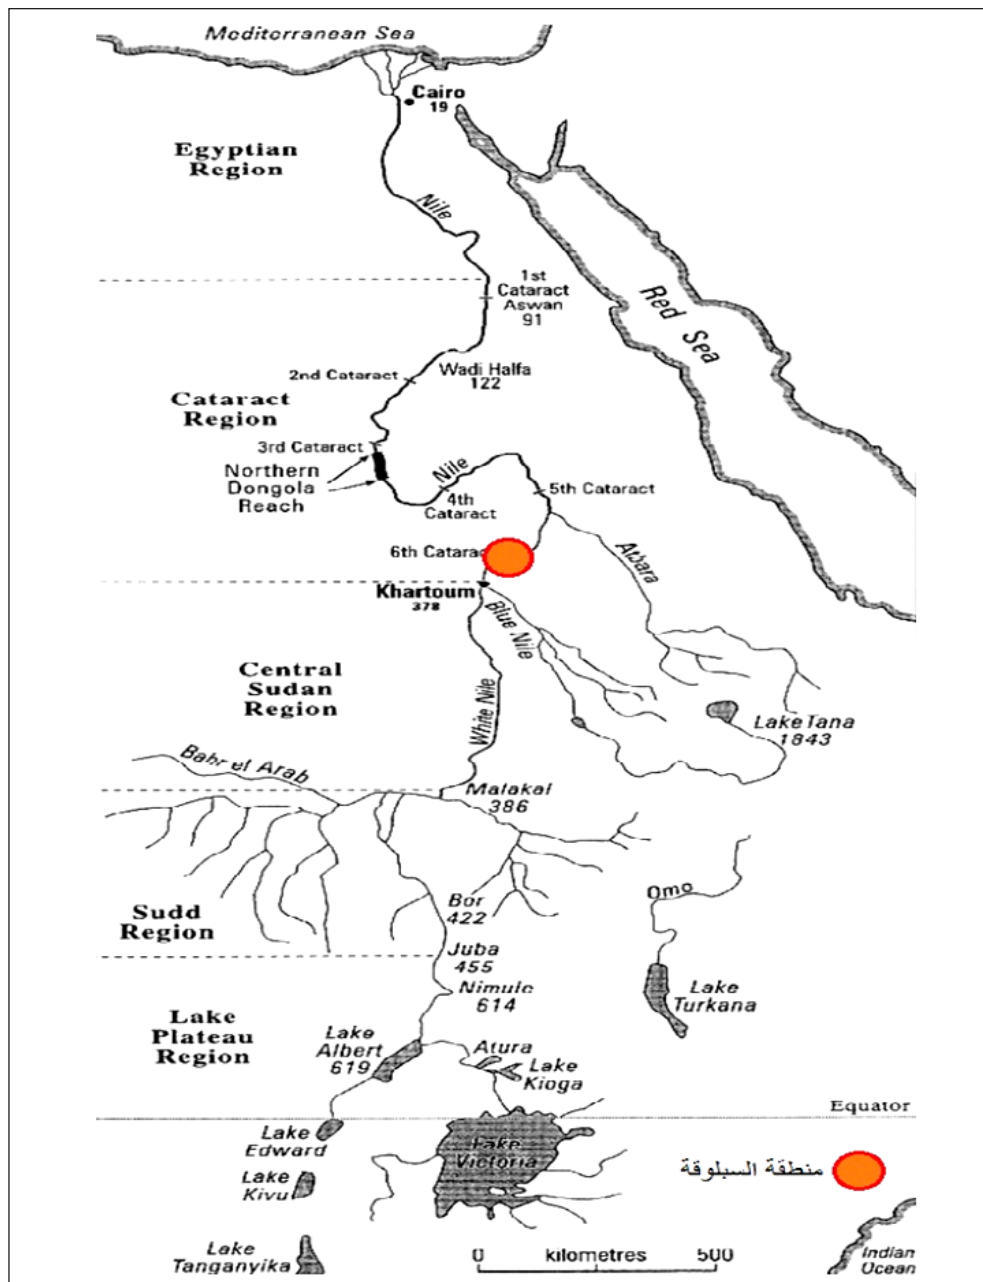 Mediterranean Sea
Cairo
19
Egyptian
Region
Nile
1st
Cataract
Aswan
91
Red Sea
Wadi Halfa
122
2nd Cataract
Cataract
Region
3rd Cataract
Northern
Dongola
Reach
Nile
4th
Cataract
5th Cataract
6th Catarac
Atbara
Khartoum
378
Blue Nile
Central
Sudan
Region
White Nile
Lake Tana
1843
Bahr el Arab
Malakal
386
Omo
Bor
422
Sudd
Region
Juba
455
Nimule
614
Lake
Turkana
Lake
Plateau
Region
Lake
Albert
619
Atura
Lake
Kioga
Equator
Lake
Edward
Lake
Victoria
منطقة السبلوقة
Lake
Kivu
Lake
Tanganyika
0 kilometres 500
Indian
Ocean